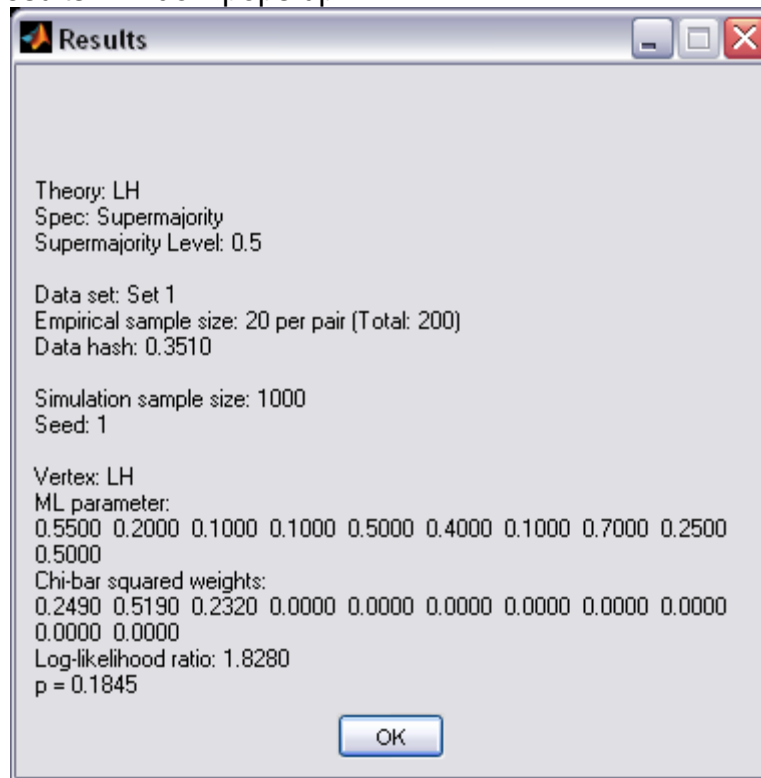 Results
Theory: LH
Spec: Supermajority
Supermajority Level: 0.5
Data set: Set 1
Empirical sample size: 20 per pair (Total: 200)
Data hash: 0.3510
Simulation sample size: 1000
Seed: 1
Vertex: LH
ML parameter:
0.5500 0.2000 0.1000 0.1000 0.5000 0.4000 0.1000 0.7000 0.2500
0.5000
Chi-bar squared weights:
0.2490 0.5190 0.2320 0.0000 0.0000 0.0000 0.0000 0.0000 0.0000
0.0000 0.0000
Log-likelihood ratio: 1.8280
p = 0.1845
OK